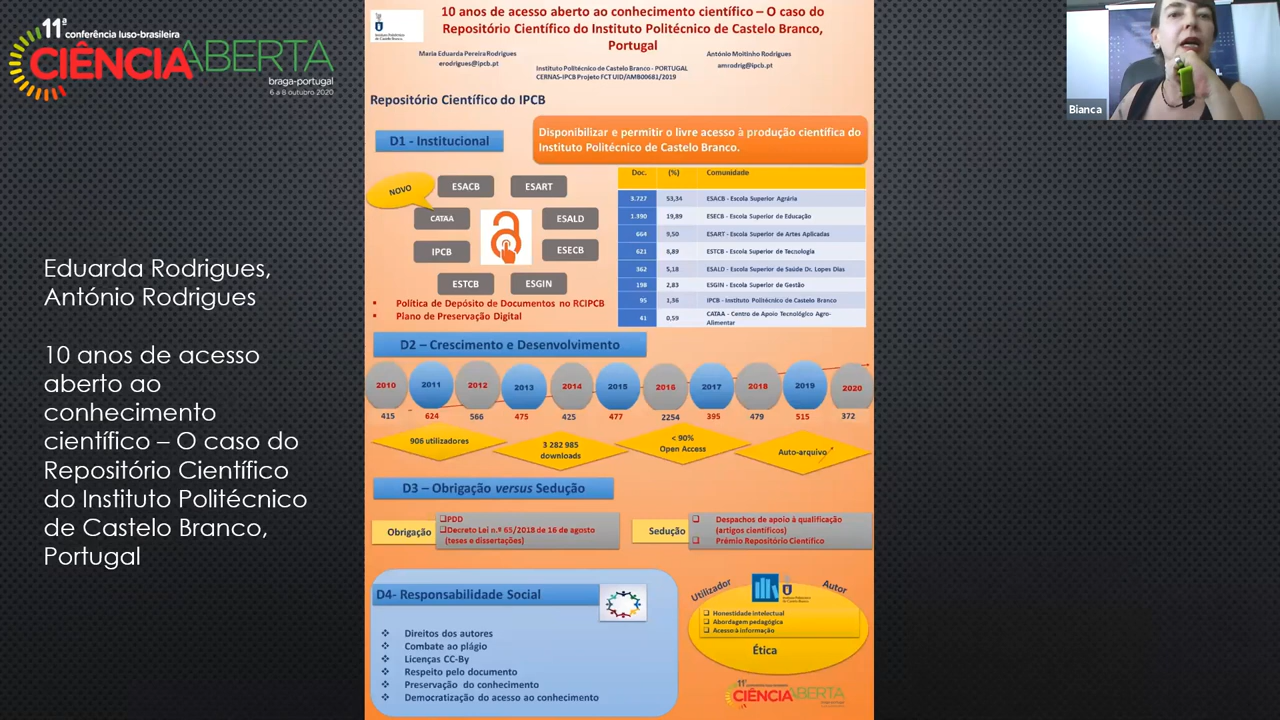 11ª
conferência luso-brasileira
CIÊNCIAABERTA
braga-portugal
6 a 8 outubro 2020
Eduarda Rodrigues,
António Rodrigues
10 anos de acesso
aberto ao
conhecimento
científico – O caso do
Repositório Científico
do Instituto Politécnico
de Castelo Branco,
Portugal
10 anos de acesso aberto ao conhecimento científico – O caso do
Repositório Científico do Instituto Politécnico de Castelo Branco,
Portugal
Maria Eduarda Pereira Rodrigues
erodrigues@ipcb.pt
António Moitinho Rodrigues
amrodrig@ipcb.pt
Instituto Politécnico de Castelo Branco - PORTUGAL
CERNAS-IPCB Projeto FCT UID/AMB00681/2019
Repositório Científico do IPCB
D1 - Institucional
Disponibilizar e permitir o livre acesso à produção científica do
Instituto Politécnico de Castelo Branco.
NOVO
ESACB
ESART
CATAA
ESALD
IPCB
ESECB
ESTCB
ESGIN
▪ Política de Depósito de Documentos no RCIPCB
▪ Plano de Preservação Digital
Doc. (%) Comunidade
3.727 53,34 ESACB - Escola Superior Agrária
1.390 19,89 ESECB - Escola Superior de Educação
664 9,50 ESART - Escola Superior de Artes Aplicadas
621 8,89 ESTCB - Escola Superior de Tecnologia
362 5,18 ESALD - Escola Superior de Saúde Dr. Lopes Dias
198 2,83 ESGIN - Escola Superior de Gestão
95 1,36 IPCB - Instituto Politécnico de Castelo Branco
41 0,59 CATAA - Centro de Apoio Tecnológico Agro-
Alimentar
D2 – Crescimento e Desenvolvimento
2010 2011 2012 2013 2014 2015 2016 2017 2018 2019 2020
415 624 566 475 425 477 2254 395 479 515 372
906 utilizadores
3 282 985
downloads
< 90%
Open Access
Auto-arquivo
D3 – Obrigação versus Sedução
Obrigação
❑PDD
❑Decreto Lei n.º 65/2018 de 16 de agosto
(teses e dissertações)
Sedução
❑ Despachos de apoio à qualificação
(artigos científicos)
❑ Prémio Repositório Científico
D4- Responsabilidade Social
❖ Direitos dos autores
❖ Combate ao plágio
❖ Licenças CC-By
❖ Respeito pelo documento
❖ Preservação do conhecimento
❖ Democratização do acesso ao conhecimento
Utilizador
Autor
❑ Honestidade intelectual
❑ Abordagem pedagógica
❑ Acesso à informação
Ética
11ª
CIÊNCIAABERTA
Bianca